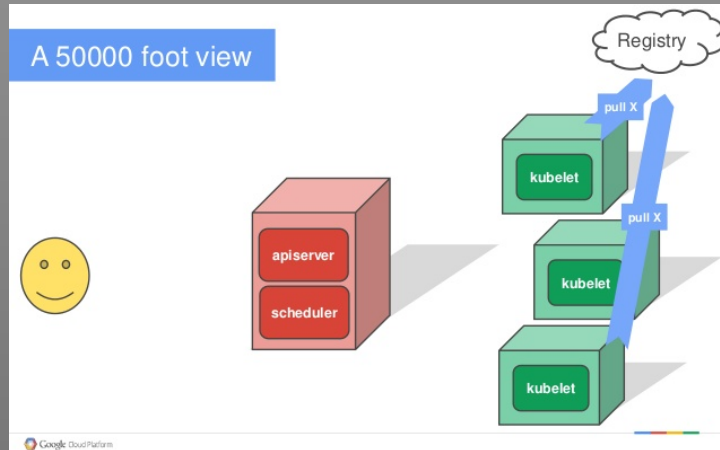 A 50000 foot view
Registry
pull X
kubelet
pull X
apiserver
kubelet
scheduler
kubelet
Google Cloud Platform